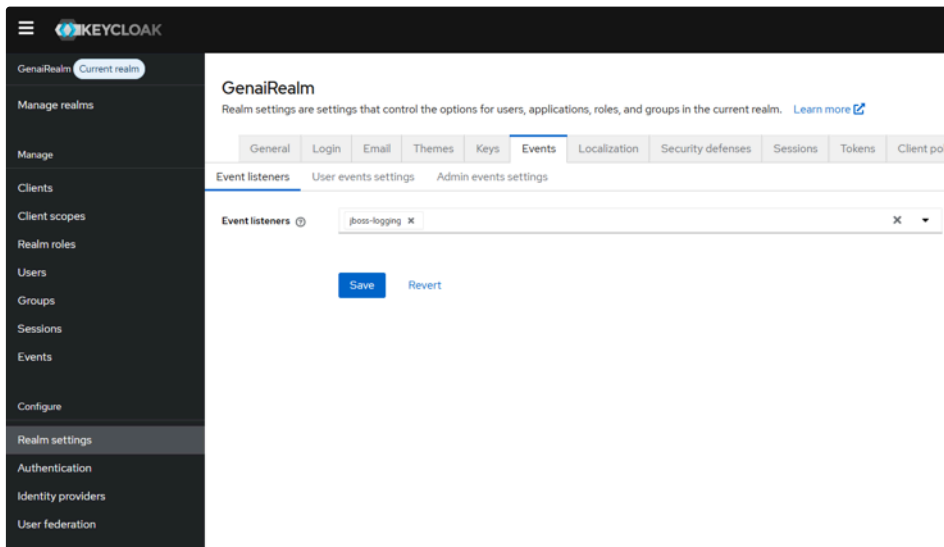 KEYCLOAK
GenaiRealm Current realm
Manage realms
Manage
Clients
Client scopes
Realm roles
Users
Groups
Sessions
Events
Configure
Realm settings
Authentication
Identity providers
User federation
GenaiRealm
Realm settings are settings that control the options for users, applications, roles, and groups in the current realm. Learn more
General Login Email Themes Keys Events Localization Security defenses Sessions Tokens Client po
Event listeners User events settings Admin events settings
Event listeners jboss-logging
Save Revert